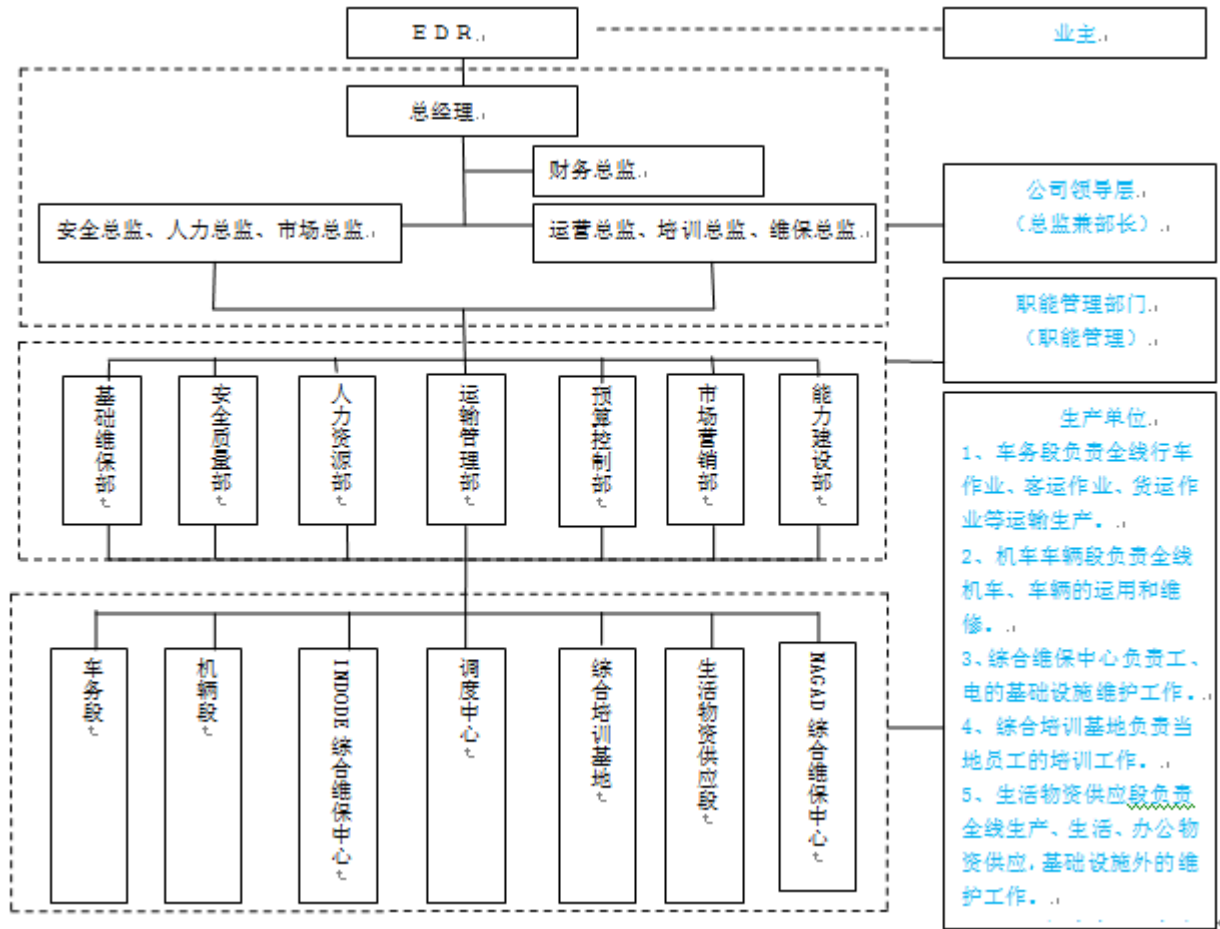 EDR
业主
总经理
财务总监
安全总监、人力总监、市场总监
运营总监、培训总监、维保总监
公司领导层
（总监兼部长）
职能管理部门
（职能管理）
基础维保部
安全质量部
人力资源部
运输管理部
预算控制部
市场营销部
能力建设部
生产单位
1、车务段负责全线行车
作业、客运作业、货运作
业等运输生产。
2、机车车辆段负责全线
机车、车辆的运用和维
修。
3、综合维保中心负责工、
电的基础设施维护工作。
4、综合培训基地负责当
地员工的培训工作。
5、生活物资供应段负责
全线生产、生活、办公物
资供应,基础设施外的维
护工作。
车务段
机辆段
INDODE 综合维保中心
调度中心
综合培训基地
生活物资供应段
NAGAD 综合维保中心